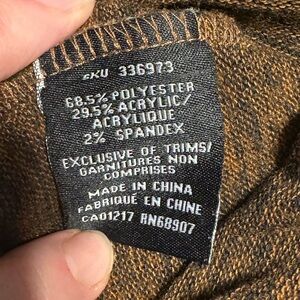 SKU 336973
68.5% POLYESTER
29.5% ACRYLIC/
ACRYLIQUE
2% SPANDEX
EXCLUSIVE OF TRIMS/
GARNITURES NON
COMPRISES
MADE IN CHINA
FABRIQUÉ EN CHINE
CA01217 RN68907